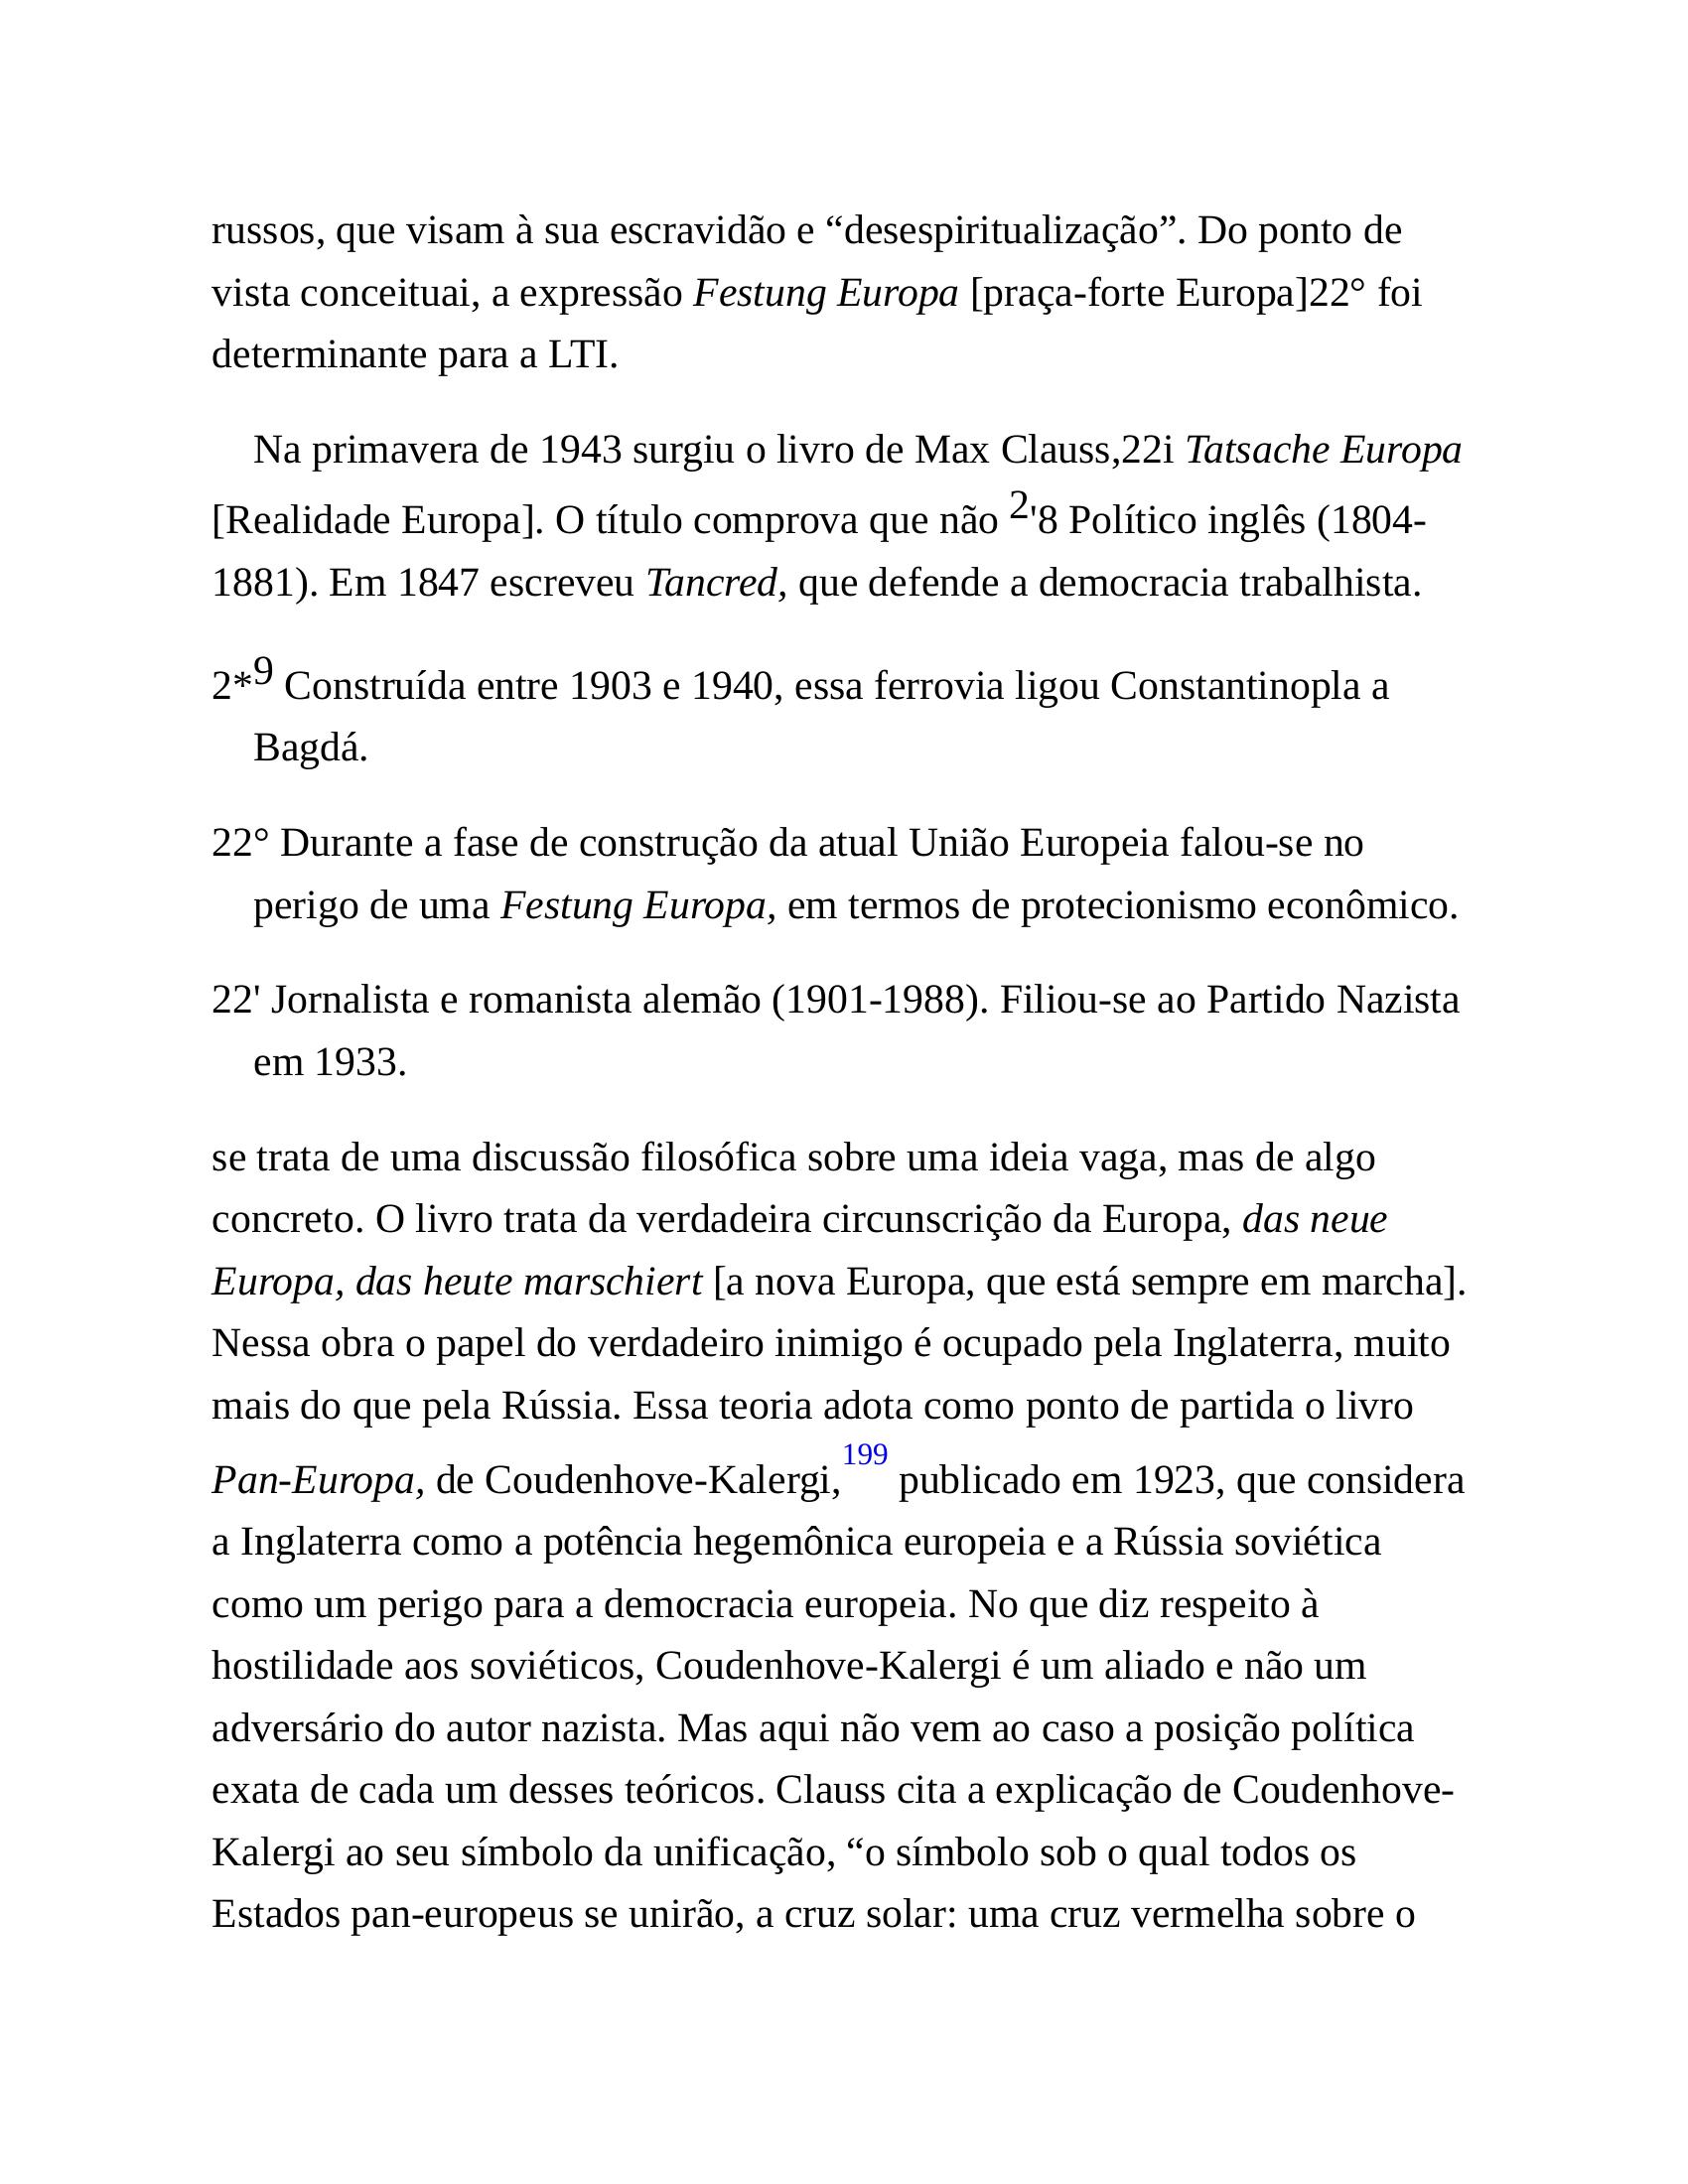 russos, que visam à sua escravidão e “desespiritualização”. Do ponto de
vista conceituai, a expressão Festung Europa [praça-forte Europa]22° foi
determinante para a LTI.
Na primavera de 1943 surgiu o livro de Max Clauss,22i Tatsache Europa
[Realidade Europa]. O título comprova que não 2'8 Político inglês (1804-
1881). Em 1847 escreveu Tancred, que defende a democracia trabalhista.
2*9 Construída entre 1903 e 1940, essa ferrovia ligou Constantinopla a
Bagdá.
22° Durante a fase de construção da atual União Europeia falou-se no
perigo de uma Festung Europa, em termos de protecionismo econômico.
22' Jornalista e romanista alemão (1901-1988). Filiou-se ao Partido Nazista
em 1933.
se trata de uma discussão filosófica sobre uma ideia vaga, mas de algo
concreto. O livro trata da verdadeira circunscrição da Europa, das neue
Europa, das heute marschiert [a nova Europa, que está sempre em marcha].
Nessa obra o papel do verdadeiro inimigo é ocupado pela Inglaterra, muito
mais do que pela Rússia. Essa teoria adota como ponto de partida o livro
Pan-Europa, de Coudenhove-Kalergi,199 publicado em 1923, que considera
a Inglaterra como a potência hegemônica europeia e a Rússia soviética
como um perigo para a democracia europeia. No que diz respeito à
hostilidade aos soviéticos, Coudenhove-Kalergi é um aliado e não um
adversário do autor nazista. Mas aqui não vem ao caso a posição política
exata de cada um desses teóricos. Clauss cita a explicação de Coudenhove-
Kalergi ao seu símbolo da unificação, “o símbolo sob o qual todos os
Estados pan-europeus se unirão, a cruz solar: uma cruz vermelha sobre o